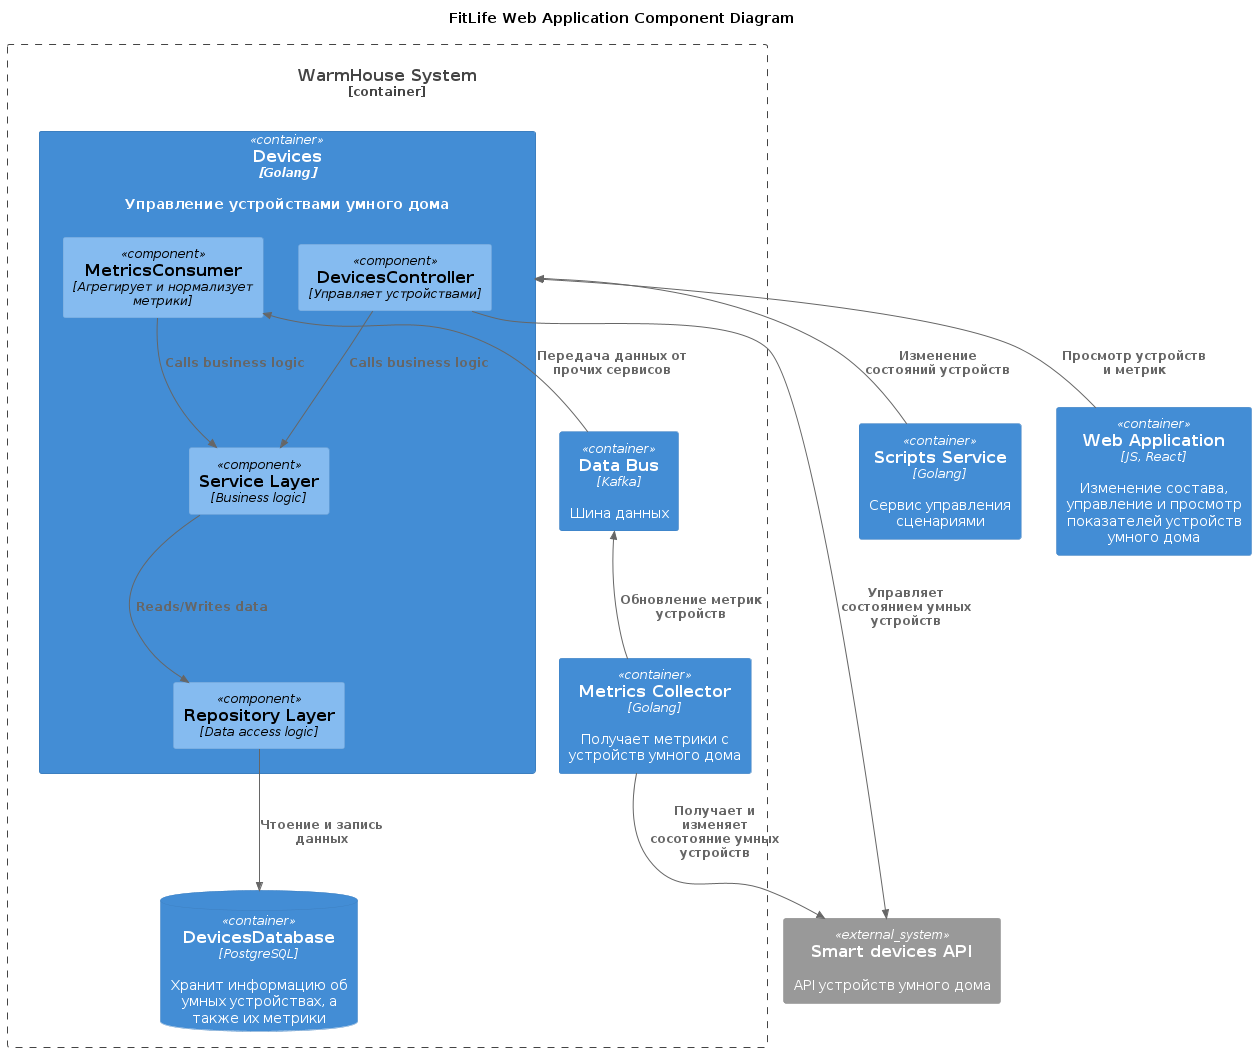 FitLife Web Application Component Diagram
WarmHouse System
[container]
«container»
Devices
[Golang]
Управление устройствами умного дома
«component»
MetricsConsumer
[Агрегирует и нормализует
метрики]
«component»
DevicesController
[Управляет устройствами]
Calls business logic
Calls business logic
Передача данных от
прочих сервисов
Изменение
состояний устройств
Просмотр устройств
и метрик
«component»
Service Layer
[Business logic]
«container»
Data Bus
[Kafka]
Шина данных
«container»
Scripts Service
[Golang]
Сервис управления
сценариями
«container»
Web Application
[JS, React]
Изменение состава,
управление и просмотр
показателей устройств
умного дома
Reads/Writes data
Обновление метрик
устройств
Управляет
состоянием умных
устройств
«component»
Repository Layer
[Data access logic]
«container»
Metrics Collector
[Golang]
Получает метрики с
устройств умного дома
Чтоение и запись
данных
Получает и
изменяет
сосотояние умных
устройств
«container»
DevicesDatabase
[PostgreSQL]
Хранит информацию об
умных устройствах, а
также их метрики
«external_system»
Smart devices API
API устройств умного дома